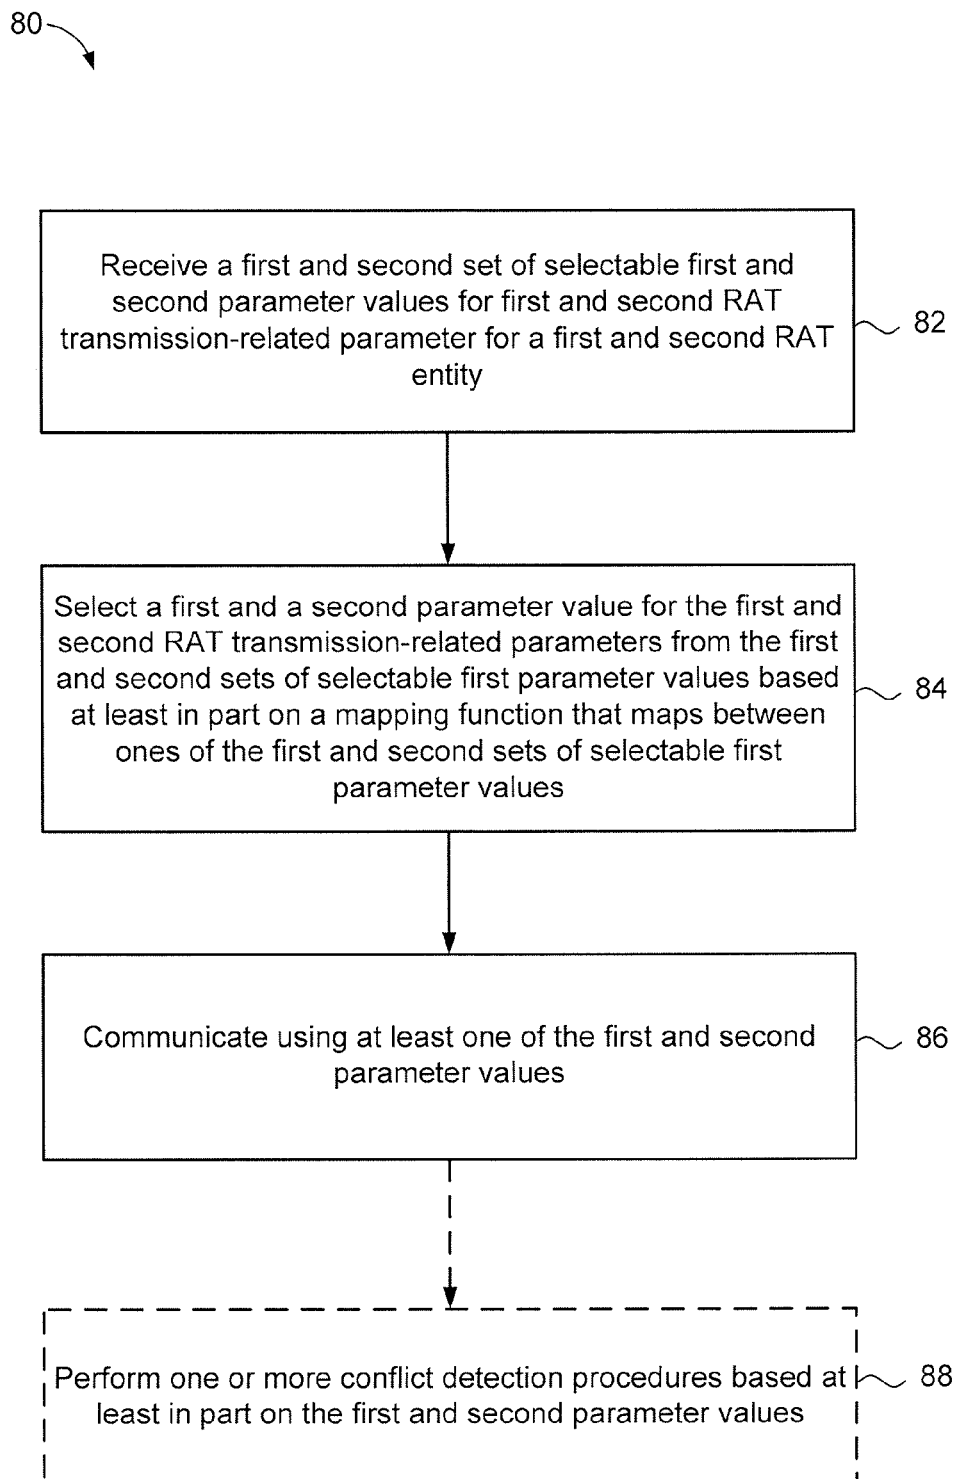 80
Receive a first and second set of selectable first and
second parameter values for first and second RAT
transmission-related parameter for a first and second RAT
entity
82
Select a first and a second parameter value for the first and
second RAT transmission-related parameters from the first
and second sets of selectable first parameter values based
at least in part on a mapping function that maps between
ones of the first and second sets of selectable first
parameter values
84
Communicate using at least one of the first and second
parameter values
86
Perform one or more conflict detection procedures based at
least in part on the first and second parameter values
88